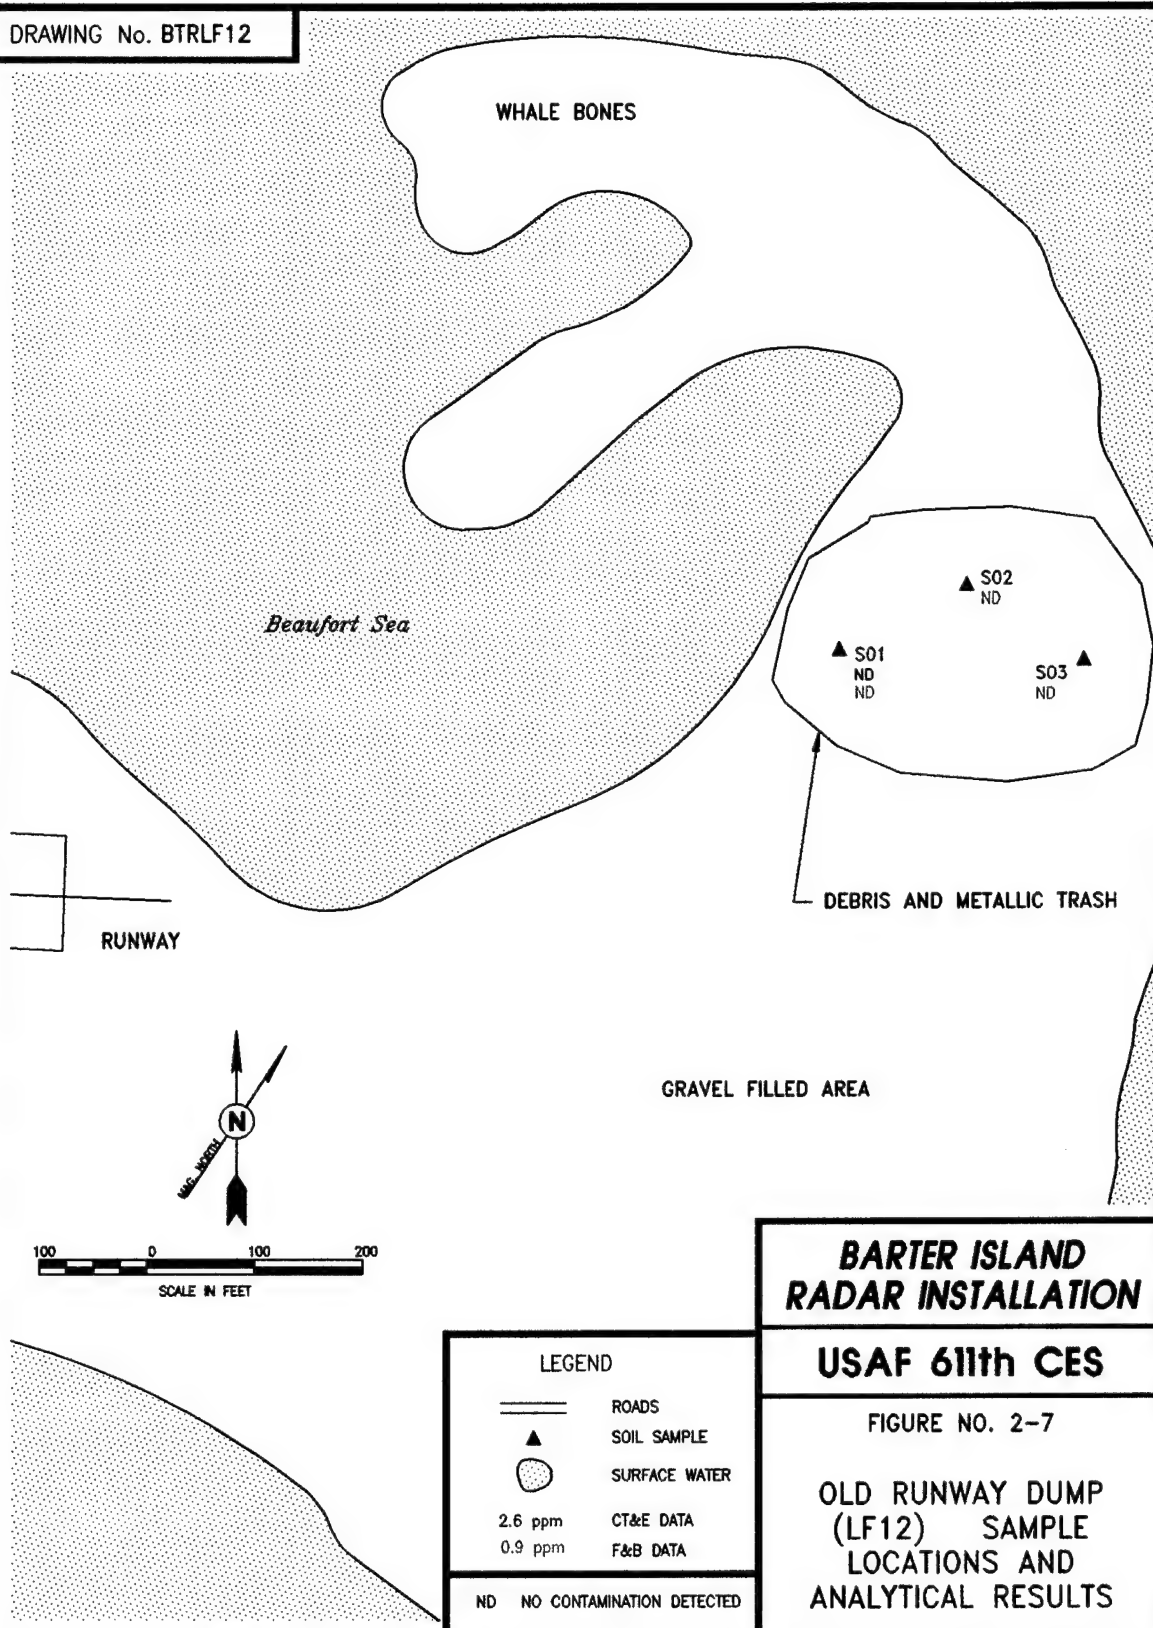 DRAWING No. BTRLF12
WHALE BONES
S02
ND
S01
ND
ND
S03
ND
Beaufort Sea
DEBRIS AND METALLIC TRASH
RUNWAY
GRAVEL FILLED AREA
N
MAG. NORTH
100 0 100 200
SCALE IN FEET
LEGEND
ROADS
SOIL SAMPLE
SURFACE WATER
2.6 ppm CT&E DATA
0.9 ppm F&B DATA
ND NO CONTAMINATION DETECTED
BARTER ISLAND
RADAR INSTALLATION
USAF 611th CES
FIGURE NO. 2-7
OLD RUNWAY DUMP
(LF12) SAMPLE
LOCATIONS AND
ANALYTICAL RESULTS